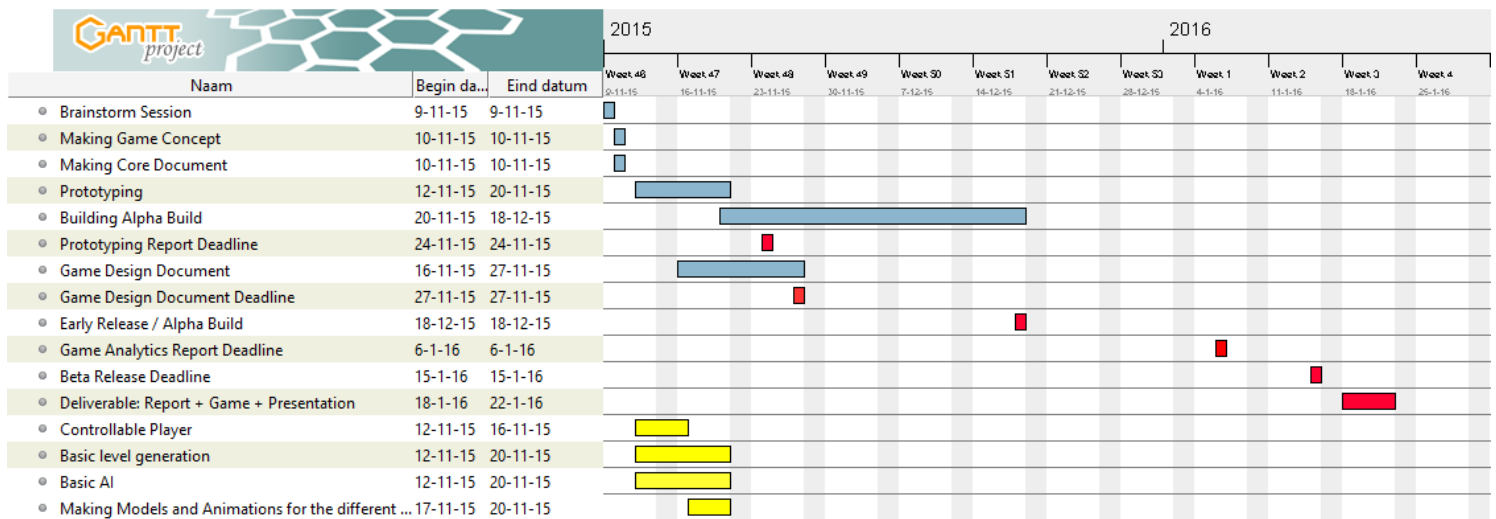 GANTT project
2015 2016
Week 46 Week 47 Week 48 Week 49 Week 50 Week 51 Week 52 Week 53 Week 1 Week 2 Week 3 Week 4
Naam Begin da... Eind datum 9-11-15 16-11-15 23-11-15 30-11-15 7-12-15 14-12-15 21-12-15 28-12-15 4-1-16 11-1-16 18-1-16 25-1-16
Brainstorm Session 9-11-15 9-11-15
Making Game Concept 10-11-15 10-11-15
Making Core Document 10-11-15 10-11-15
Prototyping 12-11-15 20-11-15
Building Alpha Build 20-11-15 18-12-15
Prototyping Report Deadline 24-11-15 24-11-15
Game Design Document 16-11-15 27-11-15
Game Design Document Deadline 27-11-15 27-11-15
Early Release / Alpha Build 18-12-15 18-12-15
Game Analytics Report Deadline 6-1-16 6-1-16
Beta Release Deadline 15-1-16 15-1-16
Deliverable: Report + Game + Presentation 18-1-16 22-1-16
Controllable Player 12-11-15 16-11-15
Basic level generation 12-11-15 20-11-15
Basic AI 12-11-15 20-11-15
Making Models and Animations for the different ... 17-11-15 20-11-15